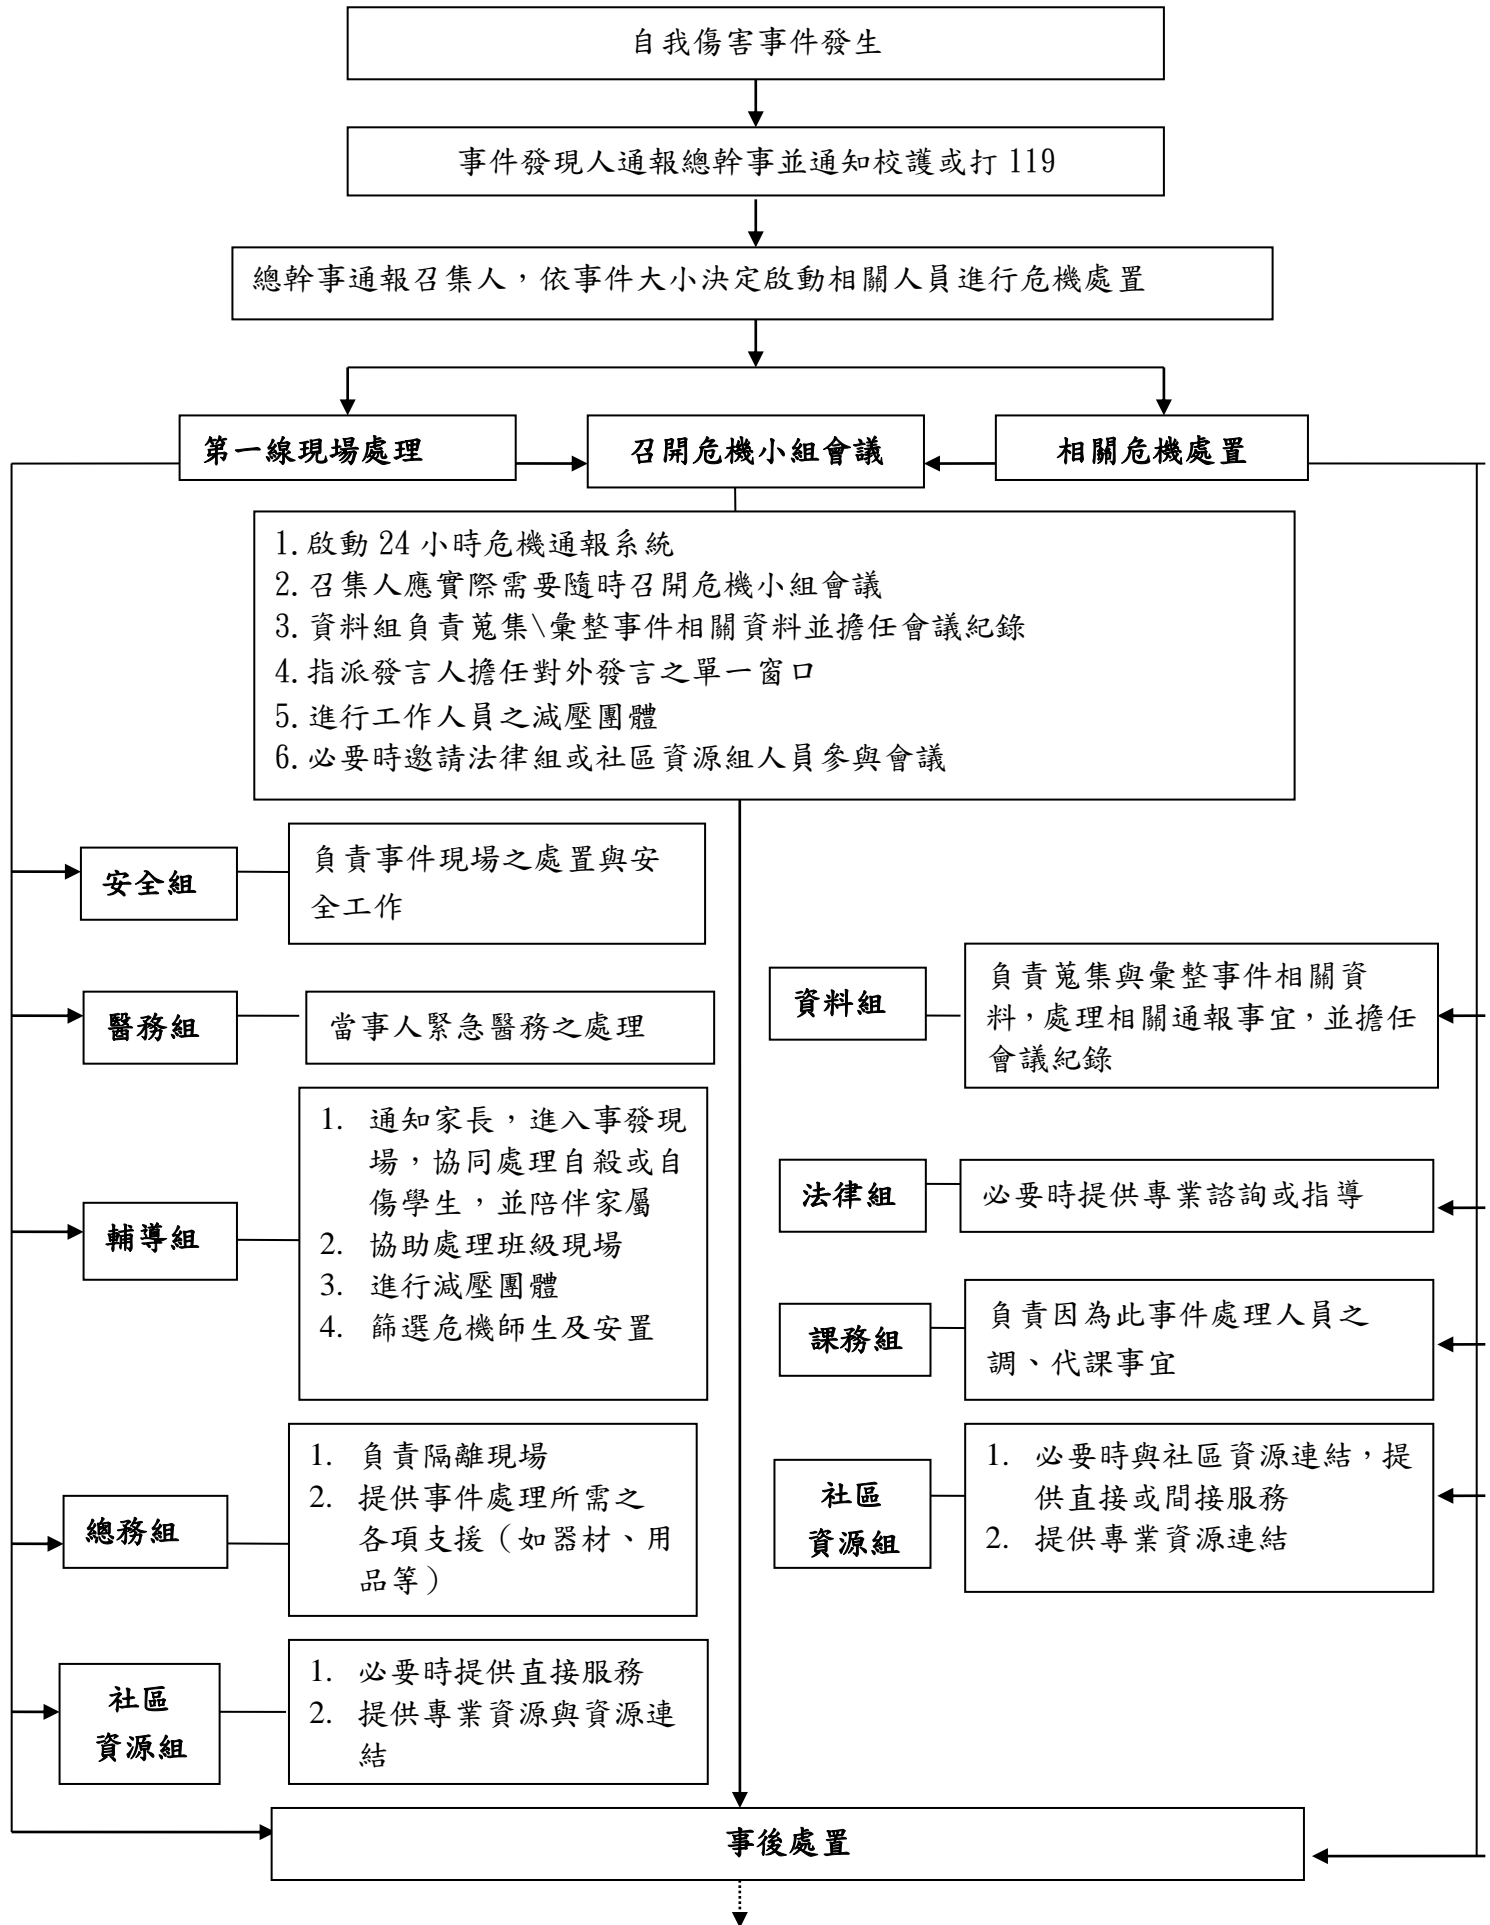 自我傷害事件發生
事件發現人通報總幹事並通知校護或打 119
總幹事通報召集人，依事件大小決定啟動相關人員進行危機處置
第一線現場處理
召開危機小組會議
相關危機處置
1.啟動 24 小時危機通報系統
2.召集人應實際需要隨時召開危機小組會議
3.資料組負責蒐集\彙整事件相關資料並擔任會議紀錄
4.指派發言人擔任對外發言之單一窗口
5.進行工作人員之減壓團體
6.必要時邀請法律組或社區資源組人員參與會議
安全組
負責事件現場之處置與安
全工作
醫務組
當事人緊急醫務之處理
輔導組
1. 通知家長，進入事發現
場，協同處理自殺或自
傷學生，並陪伴家屬
2. 協助處理班級現場
3. 進行減壓團體
4. 篩選危機師生及安置
總務組
1. 負責隔離現場
2. 提供事件處理所需之
各項支援（如器材、用
品等）
社區
資源組
1. 必要時提供直接服務
2. 提供專業資源與資源連
結
資料組
負責蒐集與彙整事件相關資
料，處理相關通報事宜，並擔任
會議紀錄
法律組
必要時提供專業諮詢或指導
課務組
負責因為此事件處理人員之
調、代課事宜
社區
資源組
1. 必要時與社區資源連結，提
供直接或間接服務
2. 提供專業資源連結
事後處置